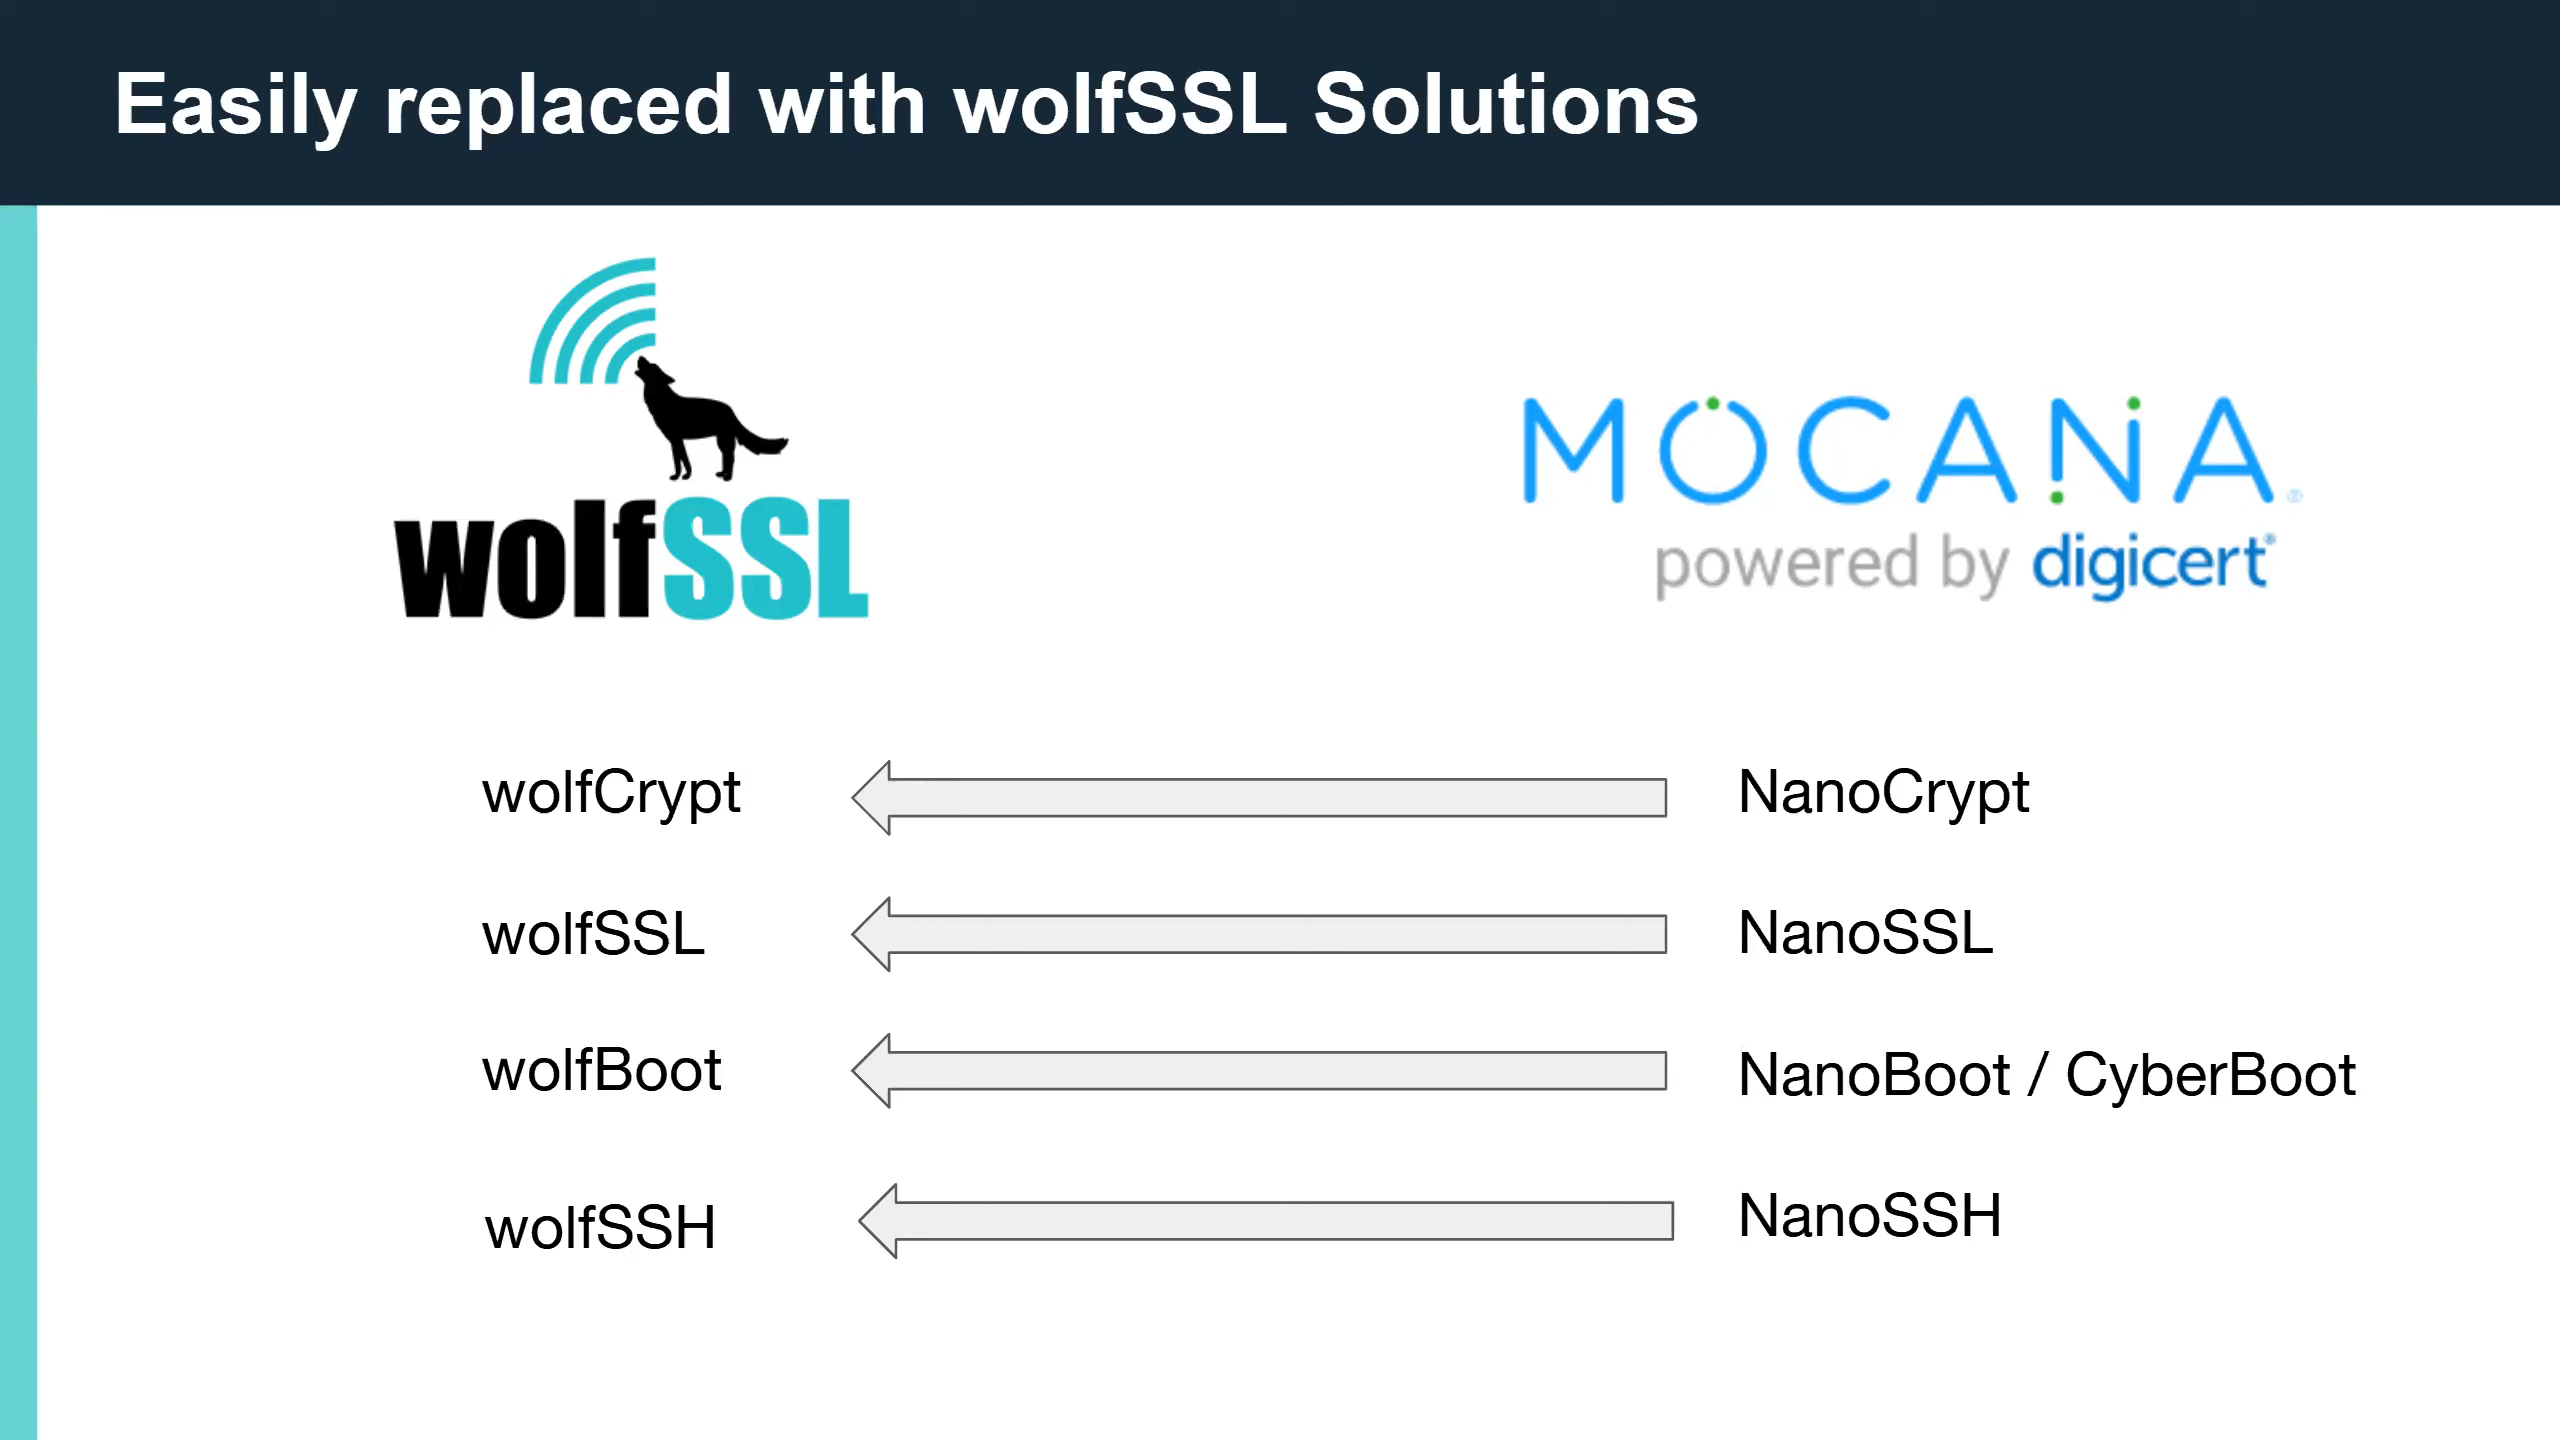 Easily replaced with wolfSSL Solutions
wolfSSL
MOCANA®
powered by digicert®
wolfCrypt
NanoCrypt
wolfSSL
NanoSSL
wolfBoot
NanoBoot / CyberBoot
wolfSSH
NanoSSH